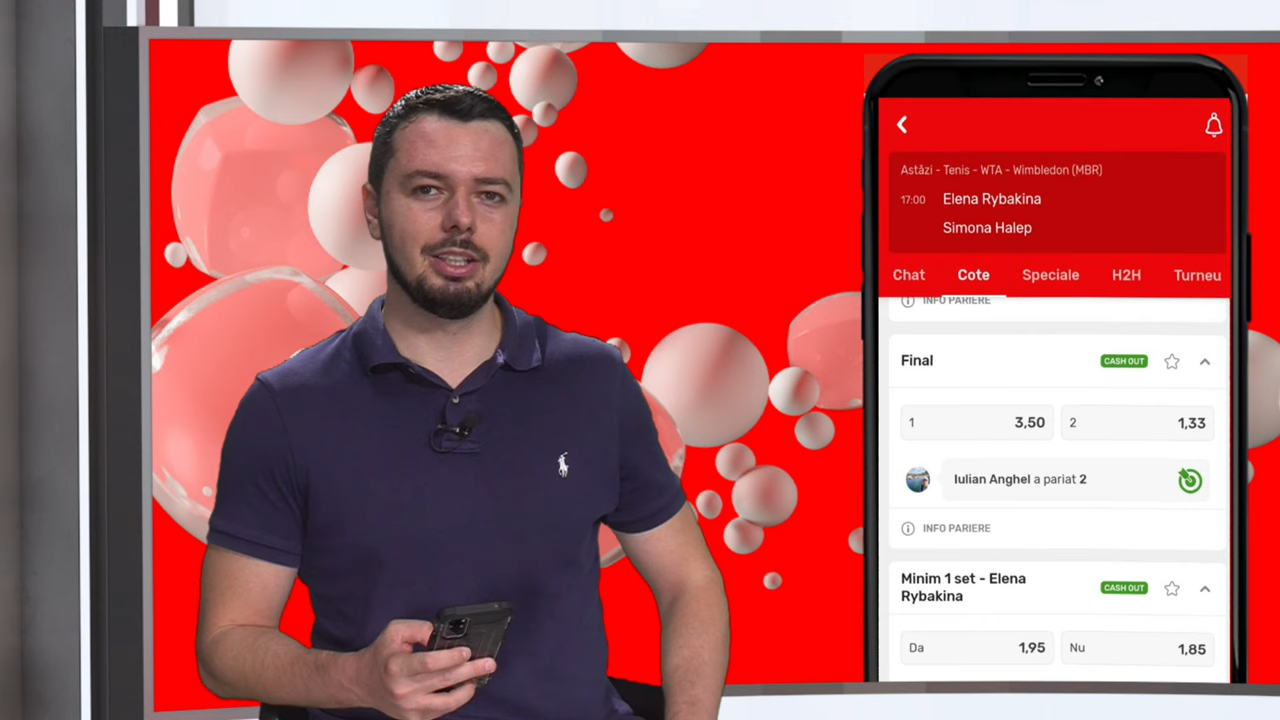 Astăzi - Tenis - WTA - Wimbledon (MBR)
17:00 Elena Rybakina
Simona Halep
Chat Cote Speciale H2H Turneu
INFO PARIERE
Final CASH OUT
1 3,50 2 1,33
Iulian Anghel a pariat 2
INFO PARIERE
Minim 1 set - Elena CASH OUT
Rybakina
Da 1,95 Nu 1,85